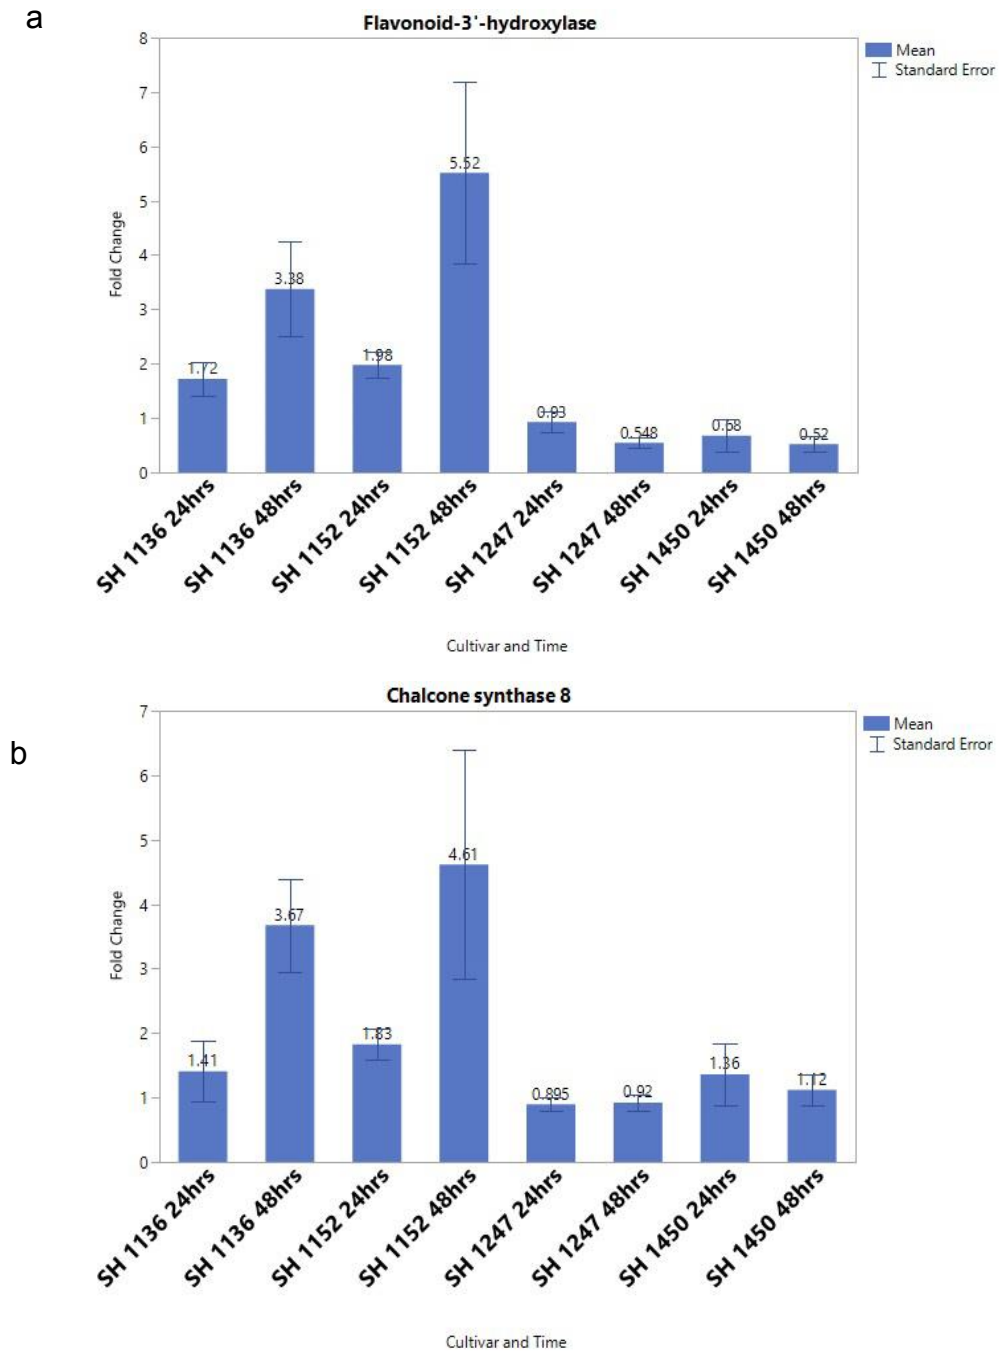 a
Flavonoid-3'-hydroxylase
8
7
6
5
4
3
2
1
0
Fold Change
1.72
3.38
1.98
5.52
0.93
0.548
0.68
0.52
Mean
Standard Error
SH 1136 24hrs
SH 1136 48hrs
SH 1152 24hrs
SH 1152 48hrs
SH 1247 24hrs
SH 1247 48hrs
SH 1450 24hrs
SH 1450 48hrs
Cultivar and Time
b
Chalcone synthase 8
7
6
5
4
3
2
1
0
Fold Change
1.41
3.67
1.83
4.61
0.895
0.92
1.36
1.12
Mean
Standard Error
SH 1136 24hrs
SH 1136 48hrs
SH 1152 24hrs
SH 1152 48hrs
SH 1247 24hrs
SH 1247 48hrs
SH 1450 24hrs
SH 1450 48hrs
Cultivar and Time